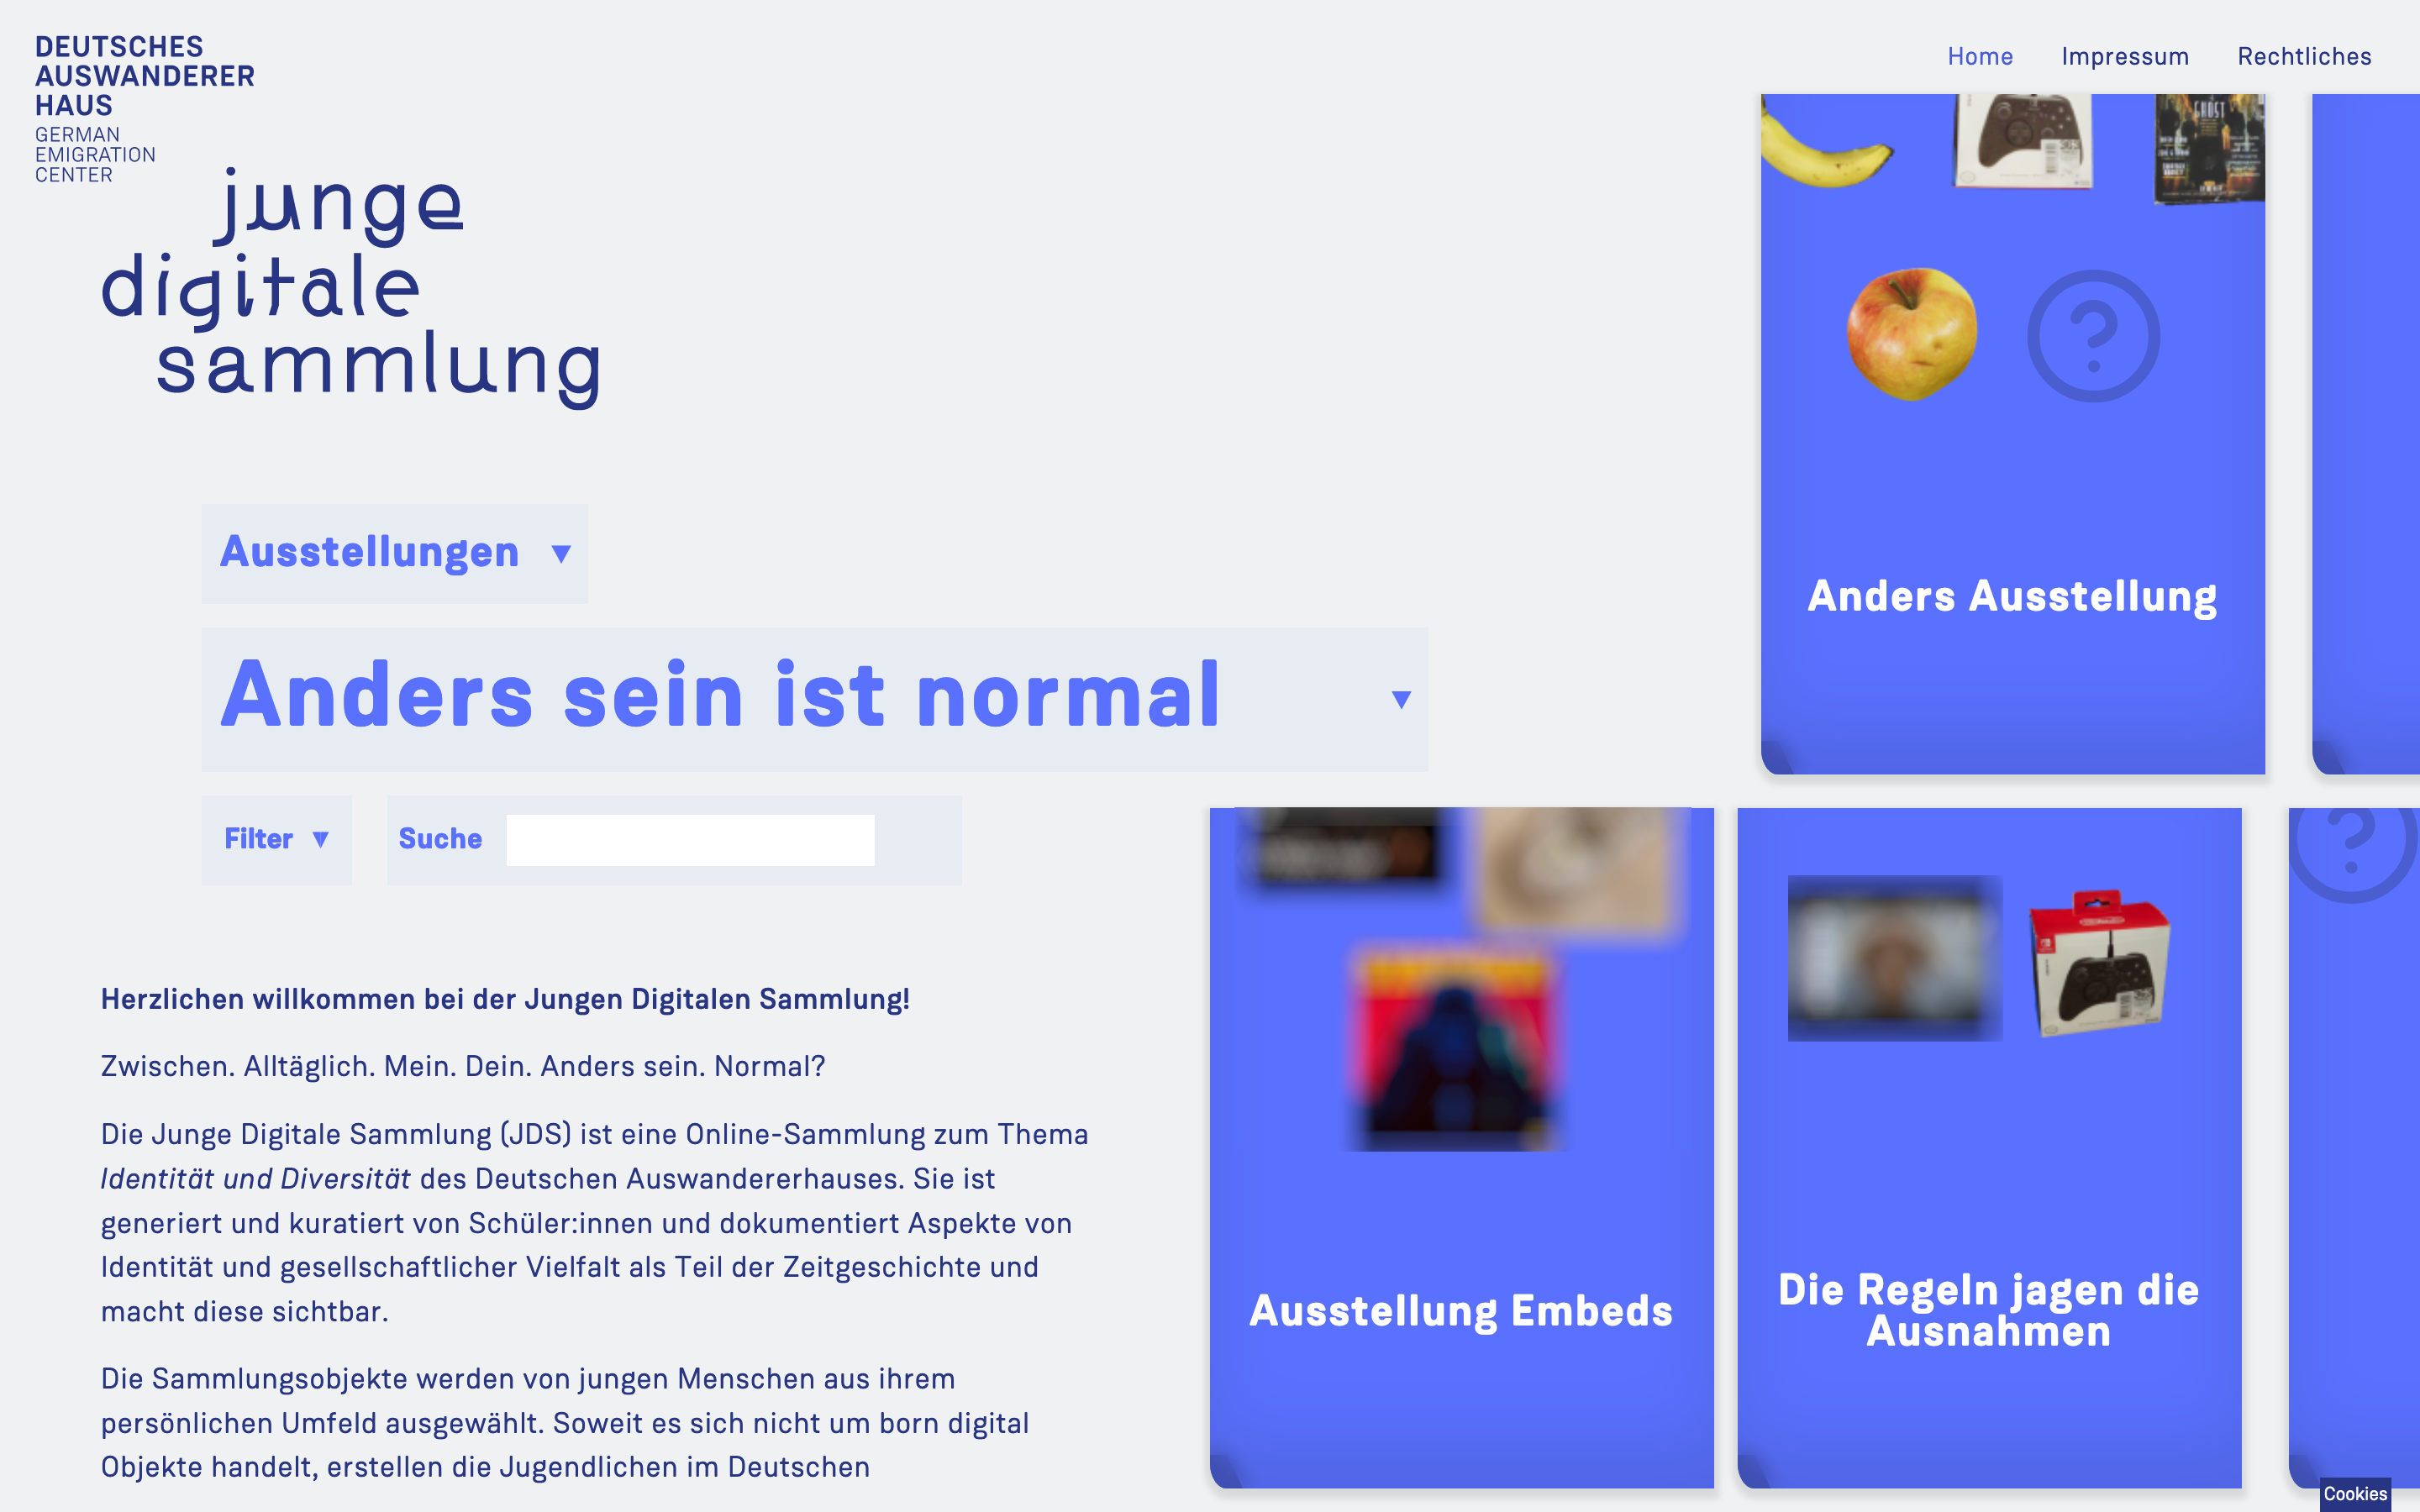 DEUTSCHES
AUSWANDERER
HAUS
GERMAN
EMIGRATION
CENTER
Home Impressum Rechtliches
junge
digitale
sammlung
GHOST
Anders Ausstellung
Ausstellungen ▼
Anders sein ist normal ▼
Filter ▼ Suche
Herzlichen willkommen bei der Jungen Digitalen Sammlung!
Zwischen. Alltäglich. Mein. Dein. Anders sein. Normal?
Die Junge Digitale Sammlung (JDS) ist eine Online-Sammlung zum Thema
Identität und Diversität des Deutschen Auswandererhauses. Sie ist
generiert und kuratiert von Schüler:innen und dokumentiert Aspekte von
Identität und gesellschaftlicher Vielfalt als Teil der Zeitgeschichte und
macht diese sichtbar.
Die Sammlungsobjekte werden von jungen Menschen aus ihrem
persönlichen Umfeld ausgewählt. Soweit es sich nicht um born digital
Objekte handelt, erstellen die Jugendlichen im Deutschen
Ausstellung Embeds
Die Regeln jagen die
Ausnahmen
Cookies